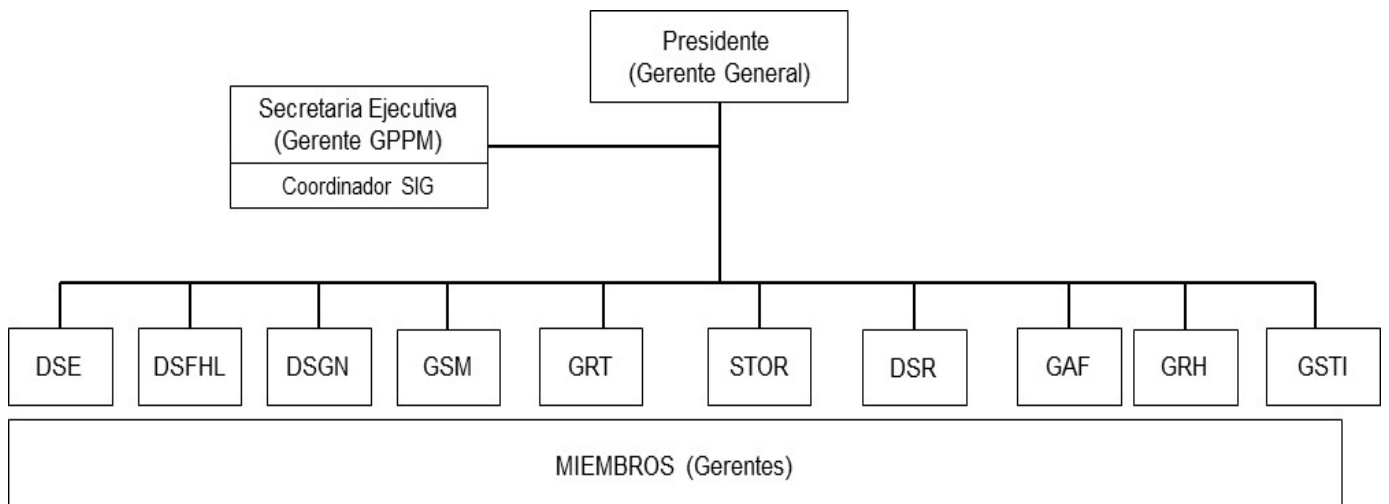 Presidente
(Gerente General)
Secretaria Ejecutiva
(Gerente GPPM)
Coordinador SIG
DSE
DSFHL
DSGN
GSM
GRT
STOR
DSR
GAF
GRH
GSTI
MIEMBROS (Gerentes)